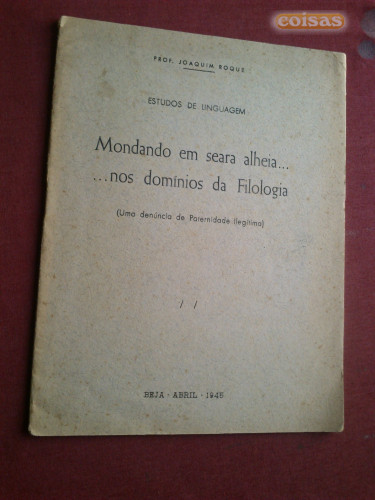 coisas
PROF. JOAQUIM ROQUE
ESTUDOS DE LINGUAGEM
Mondando em seara alheia...
...nos domínios da Filologia
(Uma denúncia de Paternidade Ilegítima)
/ /
BEJA · ABRIL · 1945